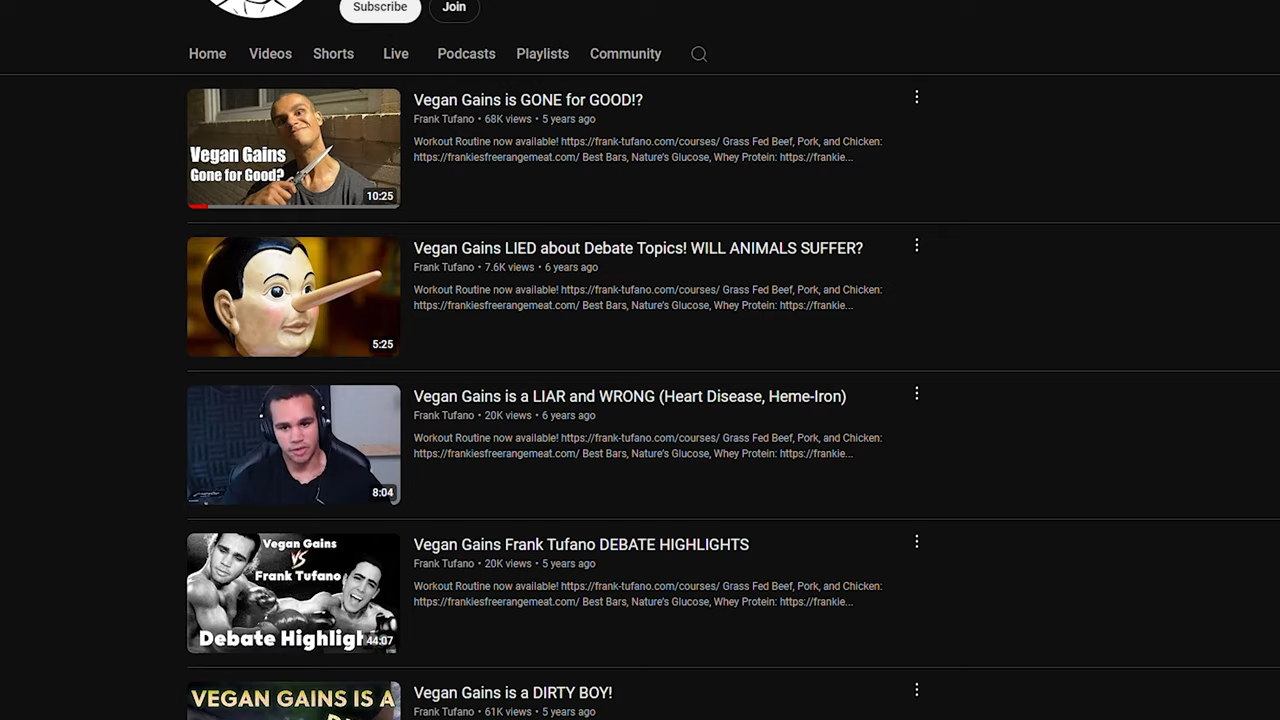 Subscribe
Join
Home
Videos
Shorts
Live
Podcasts
Playlists
Community
Vegan Gains
Gone for Good?
10:25
Vegan Gains is GONE for GOOD!?
Frank Tufano • 68K views • 5 years ago
Workout Routine now available! https://frank-tufano.com/courses/ Grass Fed Beef, Pork, and Chicken:
https://frankiesfreerangemeat.com/ Best Bars, Nature's Glucose, Whey Protein: https://frankie...
5:25
Vegan Gains LIED about Debate Topics! WILL ANIMALS SUFFER?
Frank Tufano • 7.6K views • 6 years ago
Workout Routine now available! https://frank-tufano.com/courses/ Grass Fed Beef, Pork, and Chicken:
https://frankiesfreerangemeat.com/ Best Bars, Nature's Glucose, Whey Protein: https://frankie...
8:04
Vegan Gains is a LIAR and WRONG (Heart Disease, Heme-Iron)
Frank Tufano • 20K views • 6 years ago
Workout Routine now available! https://frank-tufano.com/courses/ Grass Fed Beef, Pork, and Chicken:
https://frankiesfreerangemeat.com/ Best Bars, Nature's Glucose, Whey Protein: https://frankie...
Vegan Gains
VS
Frank Tufano
Debate Highligh
44:07
Vegan Gains Frank Tufano DEBATE HIGHLIGHTS
Frank Tufano • 20K views • 5 years ago
Workout Routine now available! https://frank-tufano.com/courses/ Grass Fed Beef, Pork, and Chicken:
https://frankiesfreerangemeat.com/ Best Bars, Nature's Glucose, Whey Protein: https://frankie...
VEGAN GAINS IS A
Vegan Gains is a DIRTY BOY!
Frank Tufano • 61K views • 5 years ago